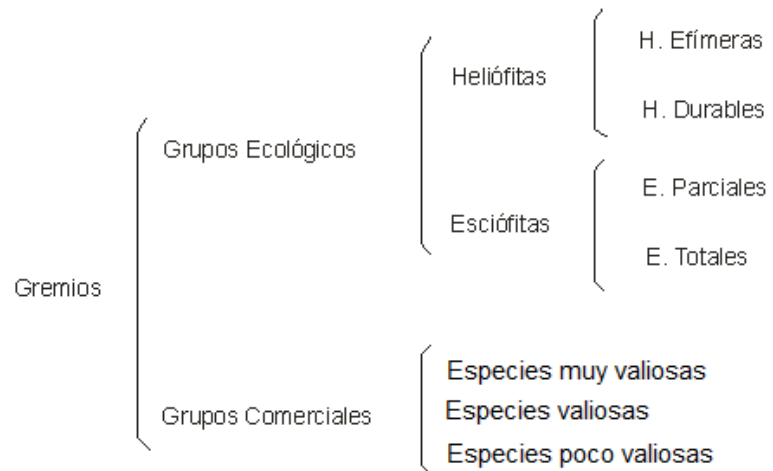 Gremios
Grupos Ecológicos
Heliófitas
H. Efímeras
H. Durables
Esciófitas
E. Parciales
E. Totales
Grupos Comerciales
Especies muy valiosas
Especies valiosas
Especies poco valiosas